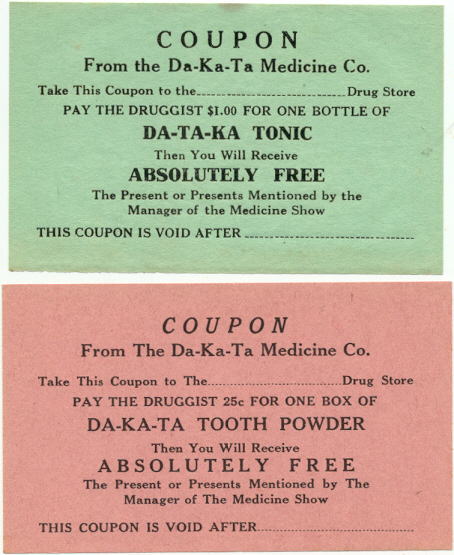 COUPON
From the Da-Ka-Ta Medicine Co.
Take This Coupon to the Drug Store
PAY THE DRUGGIST $1.00 FOR ONE BOTTLE OF
DA-TA-KA TONIC
Then You Will Receive
ABSOLUTELY FREE
The Present or Presents Mentioned by the
Manager of the Medicine Show
THIS COUPON IS VOID AFTER
COUPON
From The Da-Ka-Ta Medicine Co.
Take This Coupon to The Drug Store
PAY THE DRUGGIST 25c FOR ONE BOX OF
DA-KA-TA TOOTH POWDER
Then You Will Receive
ABSOLUTELY FREE
The Present or Presents Mentioned by The
Manager of The Medicine Show
THIS COUPON IS VOID AFTER